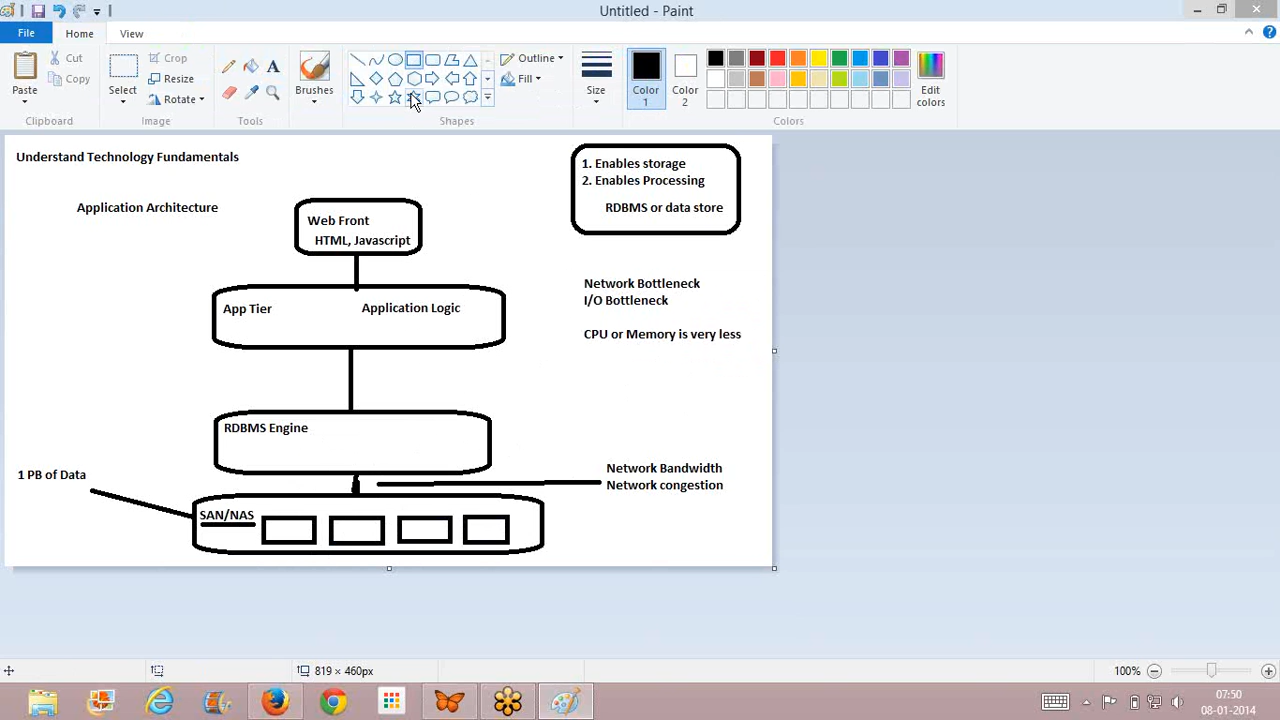 Untitled - Paint
File
Home
View
Paste
Cut
Copy
Clipboard
Select
Crop
Resize
Rotate
Image
Tools
Brushes
Shapes
Outline
Fill
Size
Color 1
Color 2
Edit colors
Colors
Understand Technology Fundamentals
Application Architecture
1. Enables storage
2. Enables Processing
RDBMS or data store
Web Front
HTML, Javascript
Network Bottleneck
I/O Bottleneck
App Tier
Application Logic
CPU or Memory is very less
RDBMS Engine
1 PB of Data
Network Bandwidth
Network congestion
SAN/NAS
819 × 460px
100%
07:50
08-01-2014